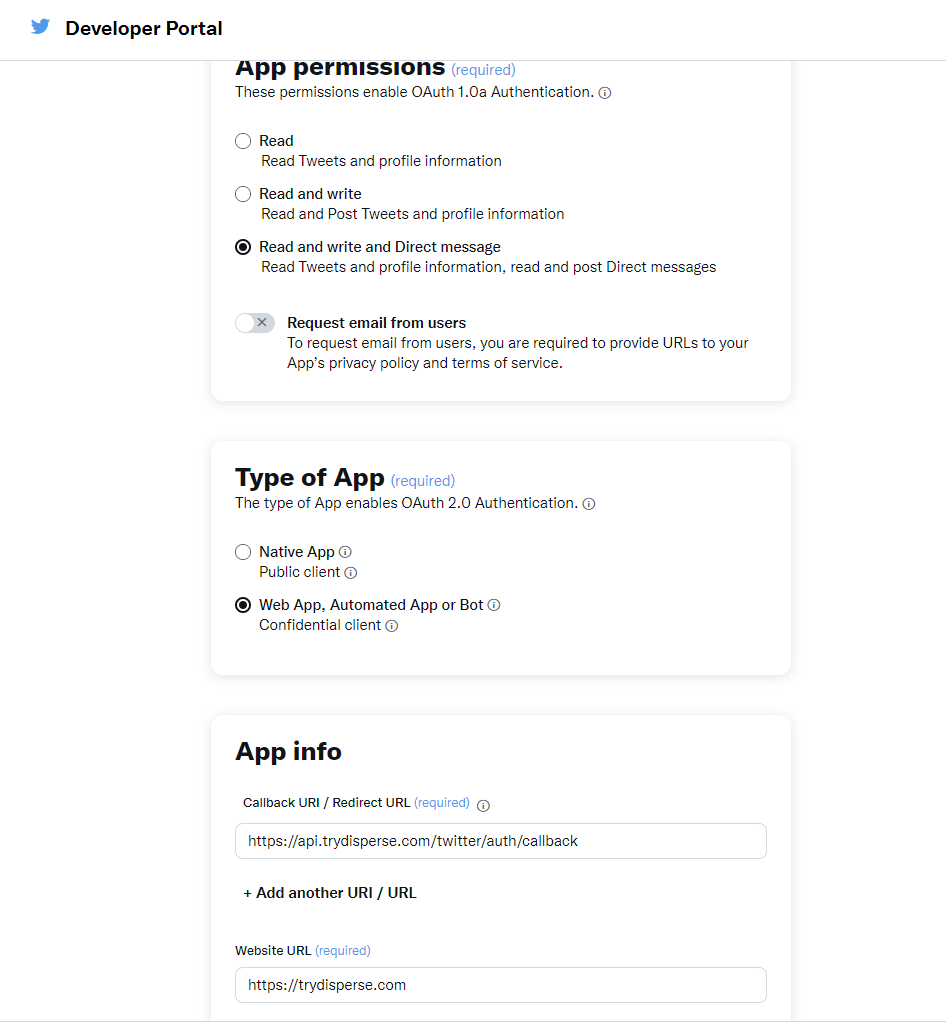 Developer Portal
App permissions (required)
These permissions enable OAuth 1.0a Authentication.
Read
Read Tweets and profile information
Read and write
Read and Post Tweets and profile information
Read and write and Direct message
Read Tweets and profile information, read and post Direct messages
Request email from users
To request email from users, you are required to provide URLs to your
App’s privacy policy and terms of service.
Type of App (required)
The type of App enables OAuth 2.0 Authentication.
Native App
Public client
Web App, Automated App or Bot
Confidential client
App info
Callback URI / Redirect URL (required)
https://api.trydisperse.com/twitter/auth/callback
+ Add another URI / URL
Website URL (required)
https://trydisperse.com